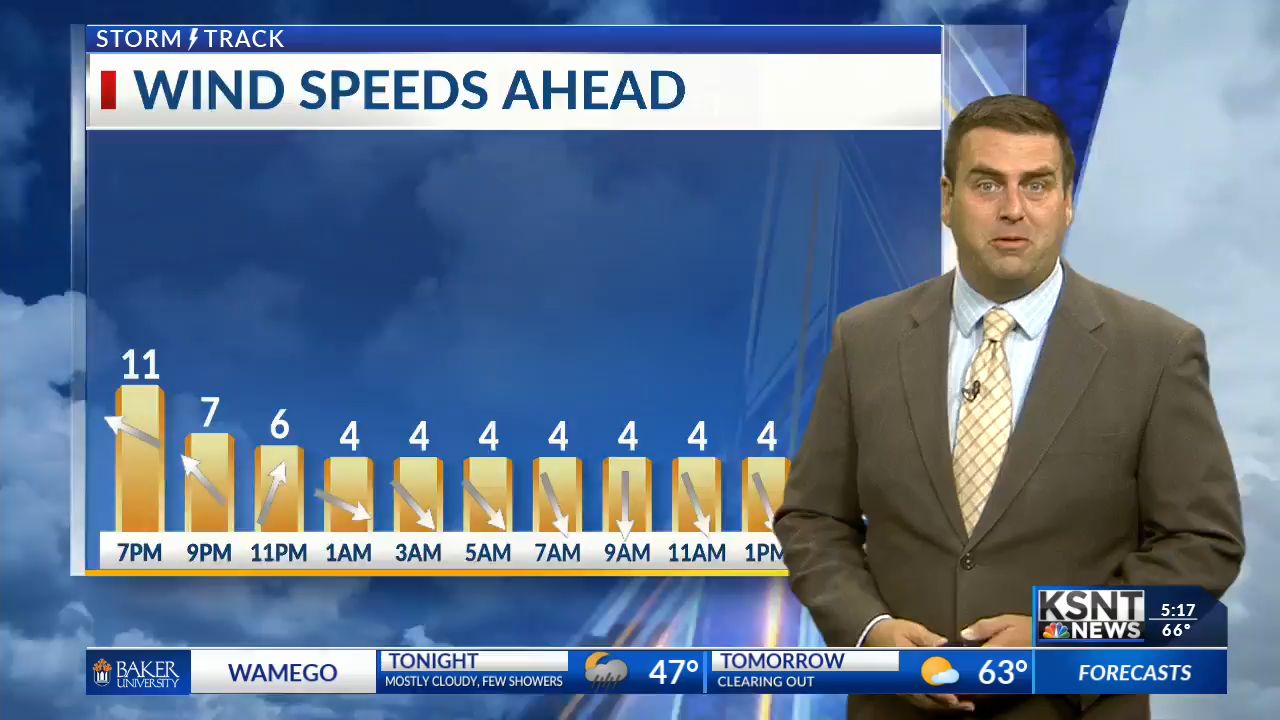 STORM TRACK
WIND SPEEDS AHEAD
11 7 6 4 4 4 4 4 4 4
7PM 9PM 11PM 1AM 3AM 5AM 7AM 9AM 11AM 1PM
KSNT
NEWS
5:17
66°
BAKER
UNIVERSITY
WAMEGO
TONIGHT
MOSTLY CLOUDY, FEW SHOWERS
47°
TOMORROW
CLEARING OUT
63°
FORECASTS